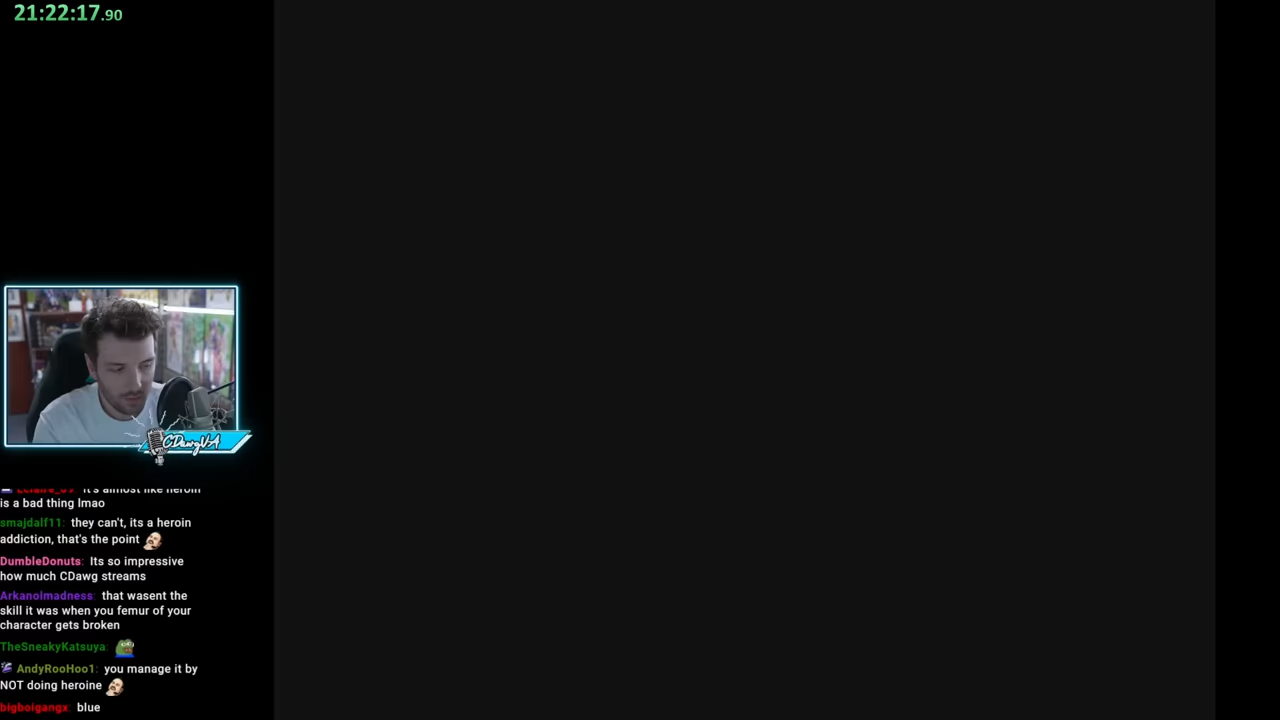 21:22:17.90
CDawgVA
Eclaire_09: it's almost like heroin
is a bad thing lmao
smajdalf11: they can't, its a heroin
addiction, that's the point
DumbleDonuts: Its so impressive
how much CDawg streams
Arkanolmadness: that wasent the
skill it was when you femur of your
character gets broken
TheSneakyKatsuya:
AndyRooHoo1: you manage it by
NOT doing heroine
bigboigangx: blue